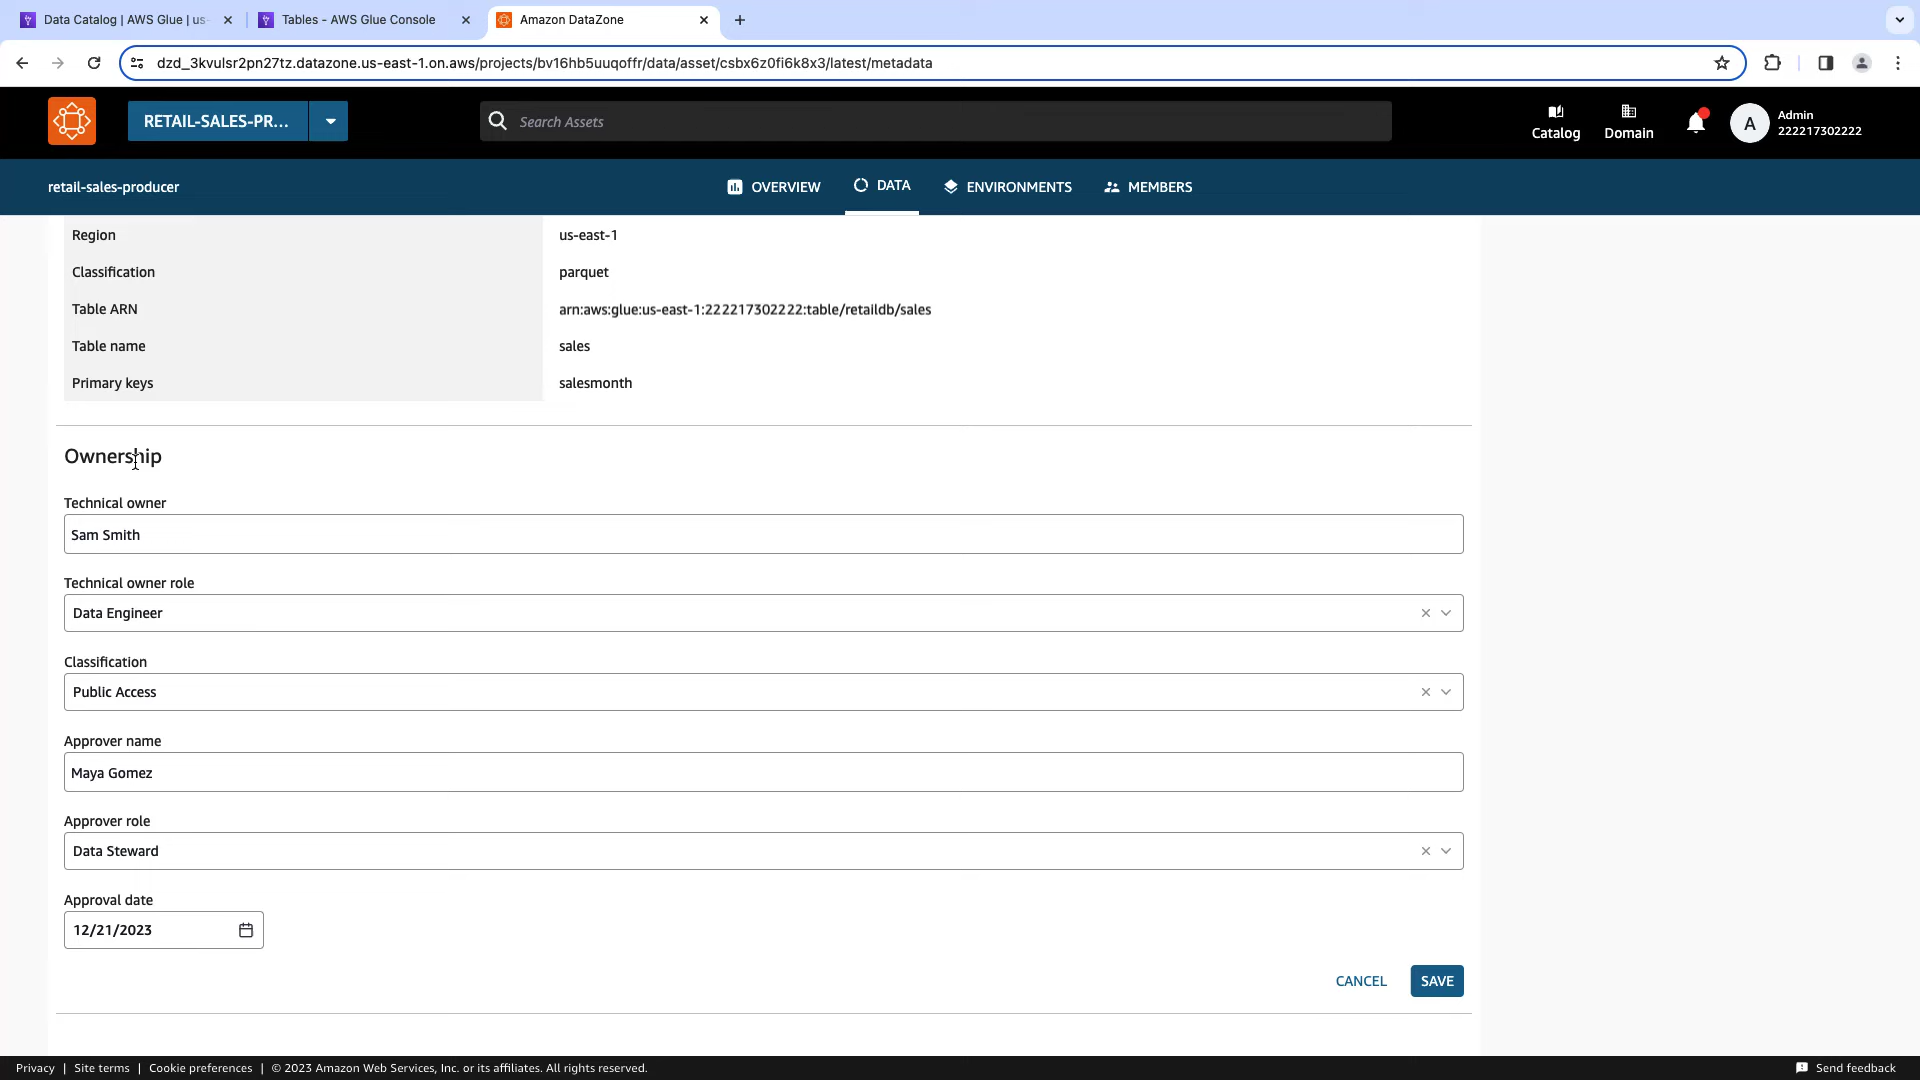 Data Catalog | AWS Glue | us-
Tables - AWS Glue Console
Amazon DataZone
dzd_3kvulsr2pn27tz.datazone.us-east-1.on.aws/projects/bv16hb5uuqoffr/data/asset/csbx6z0fi6k8x3/latest/metadata
RETAIL-SALES-PR...
Search Assets
Catalog
Domain
A
Admin
222217302222
retail-sales-producer
OVERVIEW
DATA
ENVIRONMENTS
MEMBERS
Region us-east-1
Classification parquet
Table ARN arn:aws:glue:us-east-1:222217302222:table/retaildb/sales
Table name sales
Primary keys salesmonth
Ownership
Technical owner
Sam Smith
Technical owner role
Data Engineer
Classification
Public Access
Approver name
Maya Gomez
Approver role
Data Steward
Approval date
12/21/2023
CANCEL
SAVE
Privacy | Site terms | Cookie preferences | © 2023 Amazon Web Services, Inc. or its affiliates. All rights reserved.
Send feedback